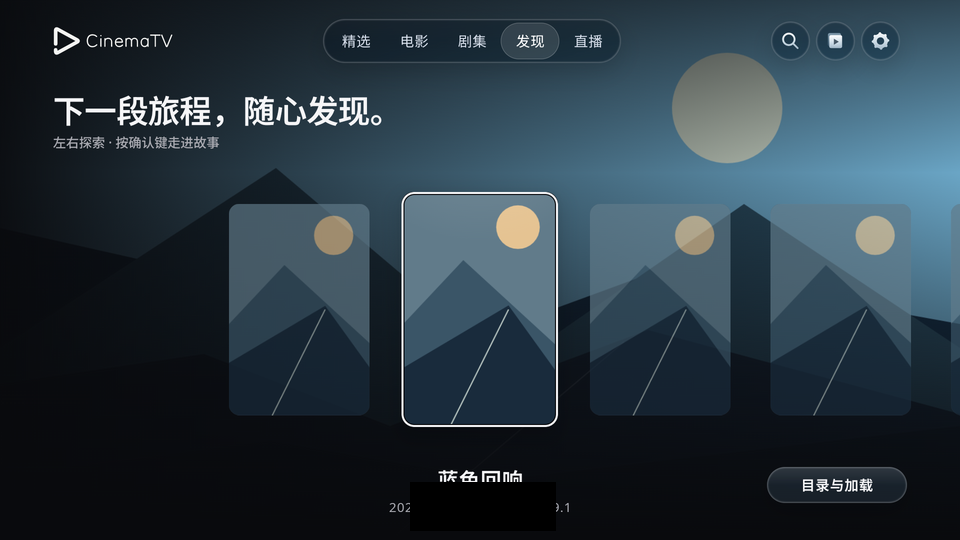 CinemaTV
精选 电影 剧集 发现 直播
下一段旅程，随心发现。
左右探索 · 按确认键走进故事
蓝色回响
目录与加载